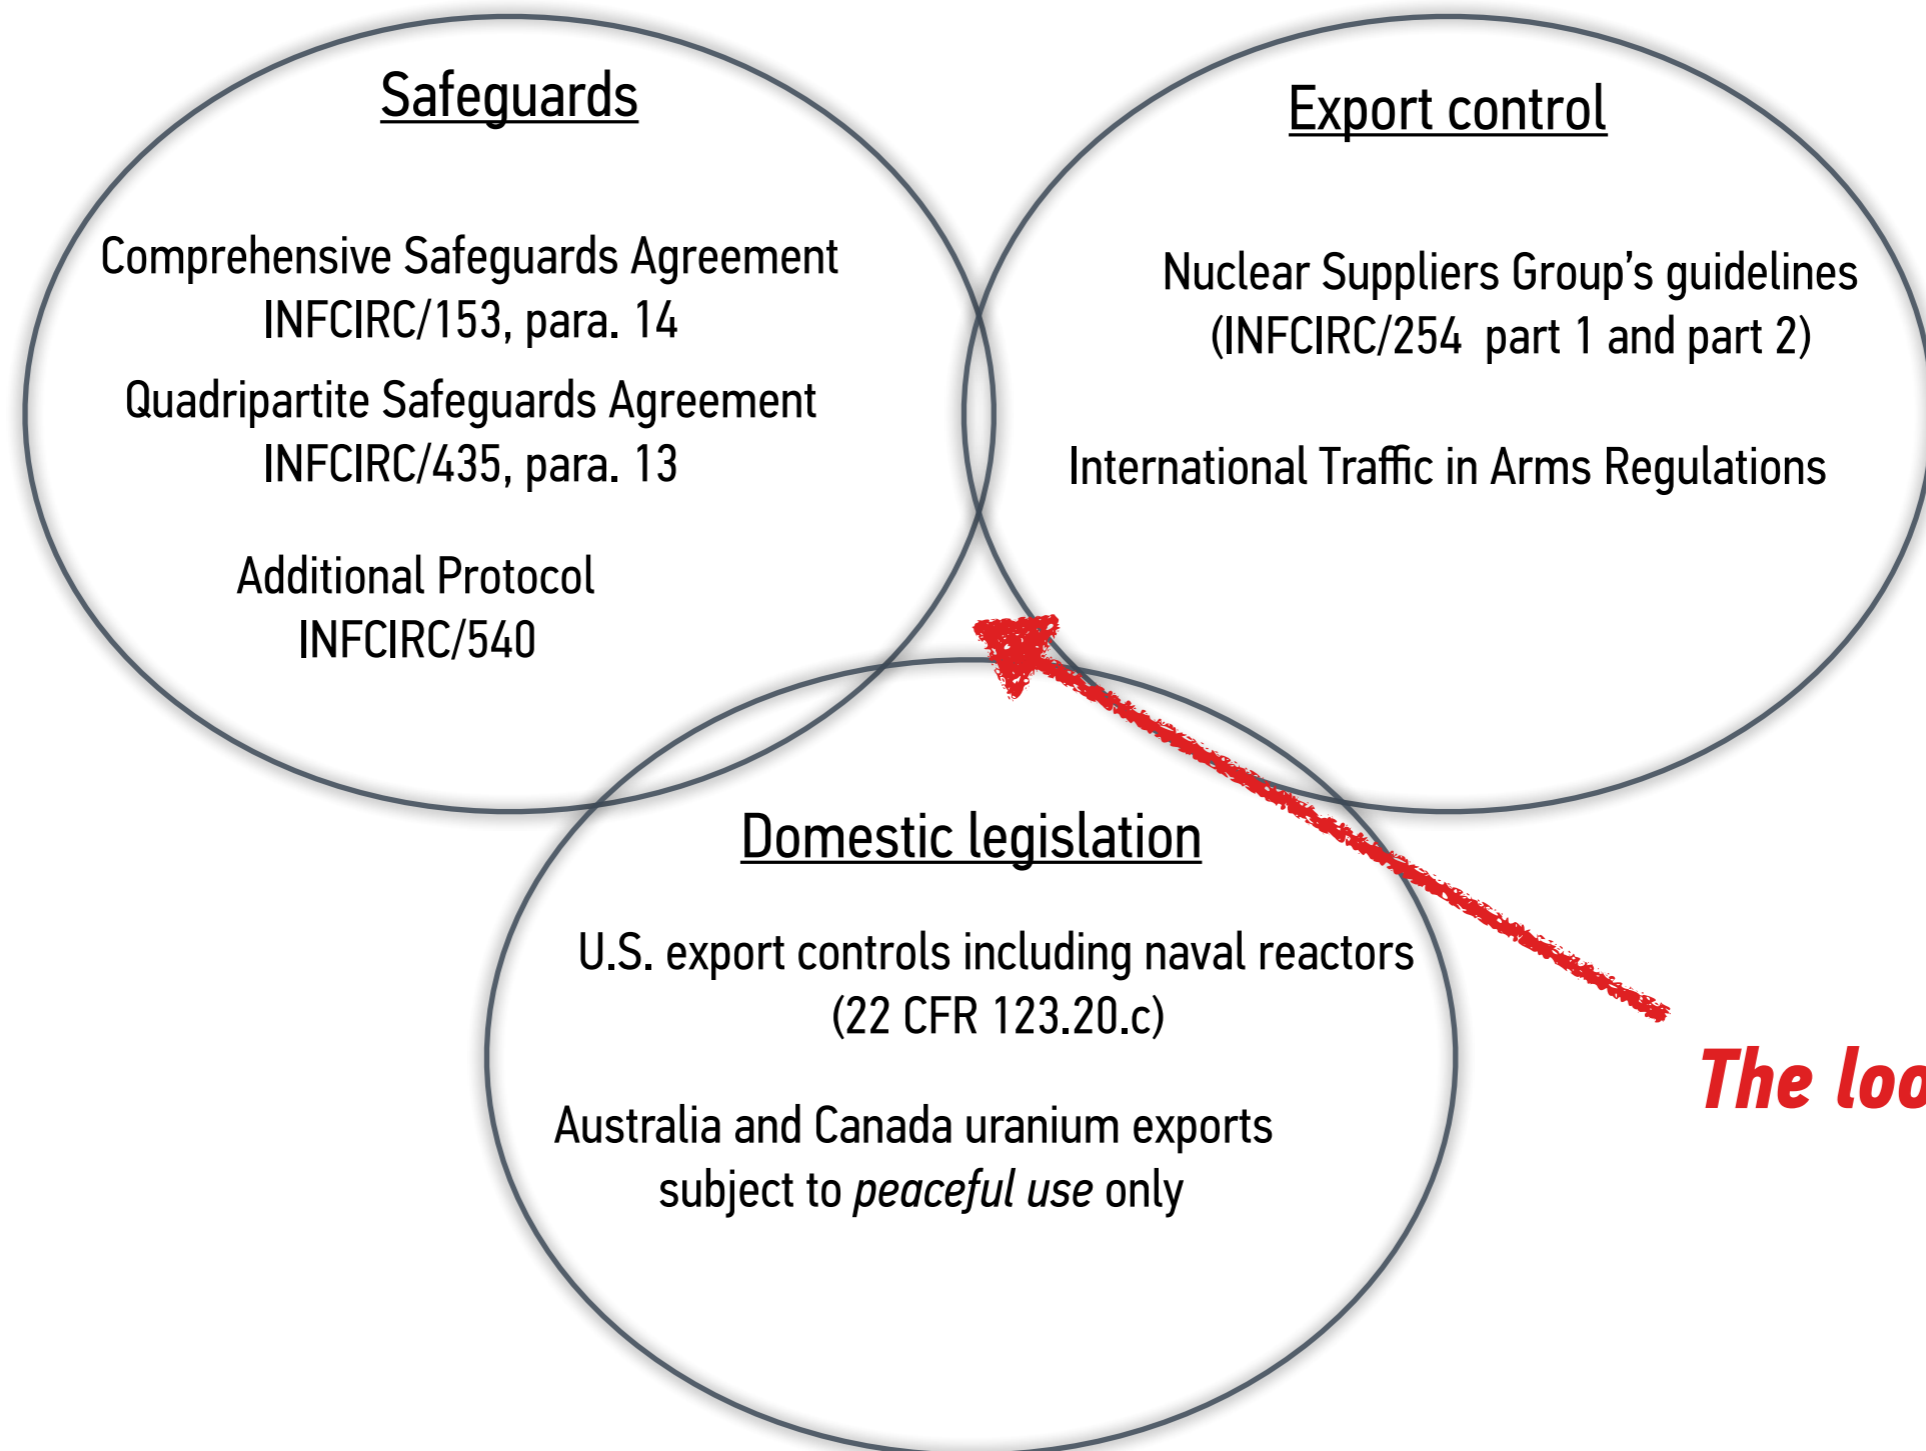 Safeguards
Comprehensive Safeguards Agreement
INFCIRC/153, para. 14
Quadripartite Safeguards Agreement
INFCIRC/435, para. 13
Additional Protocol
INFCIRC/540
Export control
Nuclear Suppliers Group’s guidelines
(INFCIRC/254  part 1 and part 2)
International Traffic in Arms Regulations
Domestic legislation
U.S. export controls including naval reactors
(22 CFR 123.20.c)
Australia and Canada uranium exports
subject to peaceful use only
The